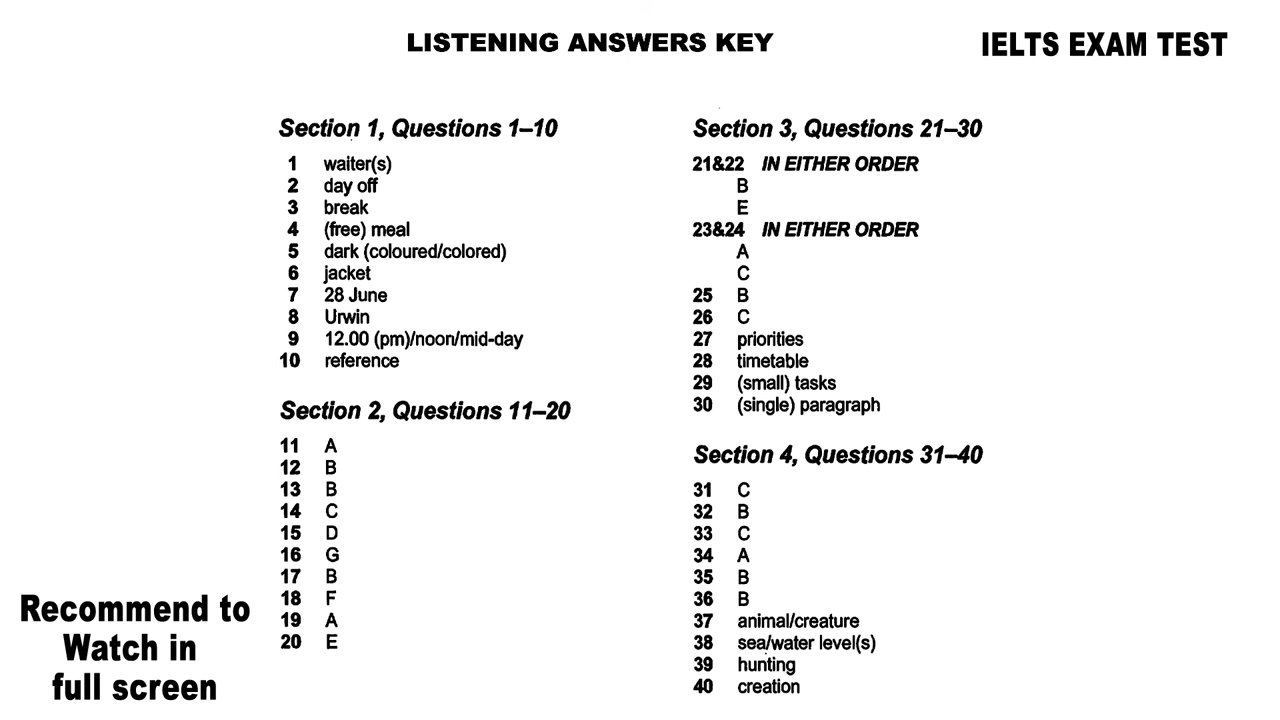 LISTENING ANSWERS KEY
IELTS EXAM TEST
Section 1, Questions 1–10
1 waiter(s)
2 day off
3 break
4 (free) meal
5 dark (coloured/colored)
6 jacket
7 28 June
8 Urwin
9 12.00 (pm)/noon/mid-day
10 reference
Section 2, Questions 11–20
11 A
12 B
13 B
14 C
15 D
16 G
17 B
18 F
19 A
20 E
Section 3, Questions 21–30
21&22 IN EITHER ORDER
B
E
23&24 IN EITHER ORDER
A
C
25 B
26 C
27 priorities
28 timetable
29 (small) tasks
30 (single) paragraph
Section 4, Questions 31–40
31 C
32 B
33 C
34 A
35 B
36 B
37 animal/creature
38 sea/water level(s)
39 hunting
40 creation
Recommend to
Watch in
full screen